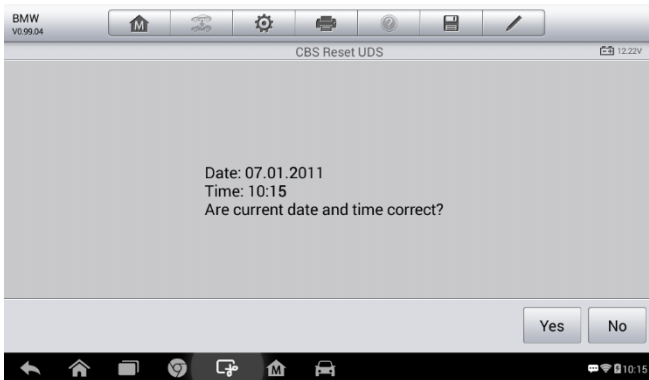 BMW
V0.99.04
M
CBS Reset UDS
12.22V
Date: 07.01.2011
Time: 10:15
Are current date and time correct?
Yes
No
M
10:15